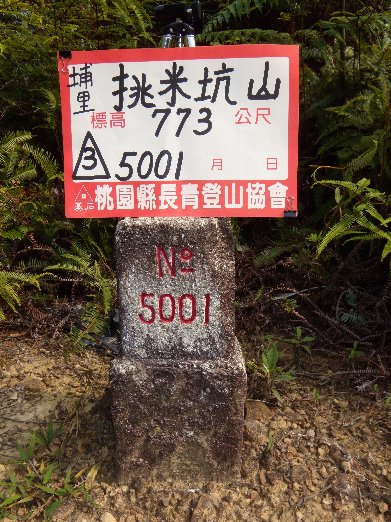 埔里 挑米坑山
標高 773 公尺
3 5001 月 日
桃園縣長青登山協會
Nº
5001